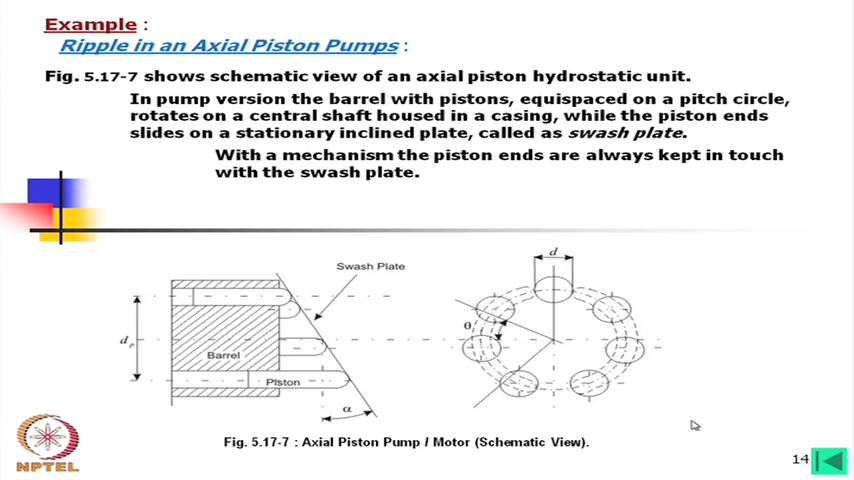 Example :
Ripple in an Axial Piston Pumps :
Fig. 5.17-7 shows schematic view of an axial piston hydrostatic unit.
In pump version the barrel with pistons, equispaced on a pitch circle,
rotates on a central shaft housed in a casing, while the piston ends
slides on a stationary inclined plate, called as swash plate.
With a mechanism the piston ends are always kept in touch
with the swash plate.
d
Swash Plate
θ
dP
Barrel
Piston
α
Fig. 5.17-7 : Axial Piston Pump / Motor (Schematic View).
14
NPTEL